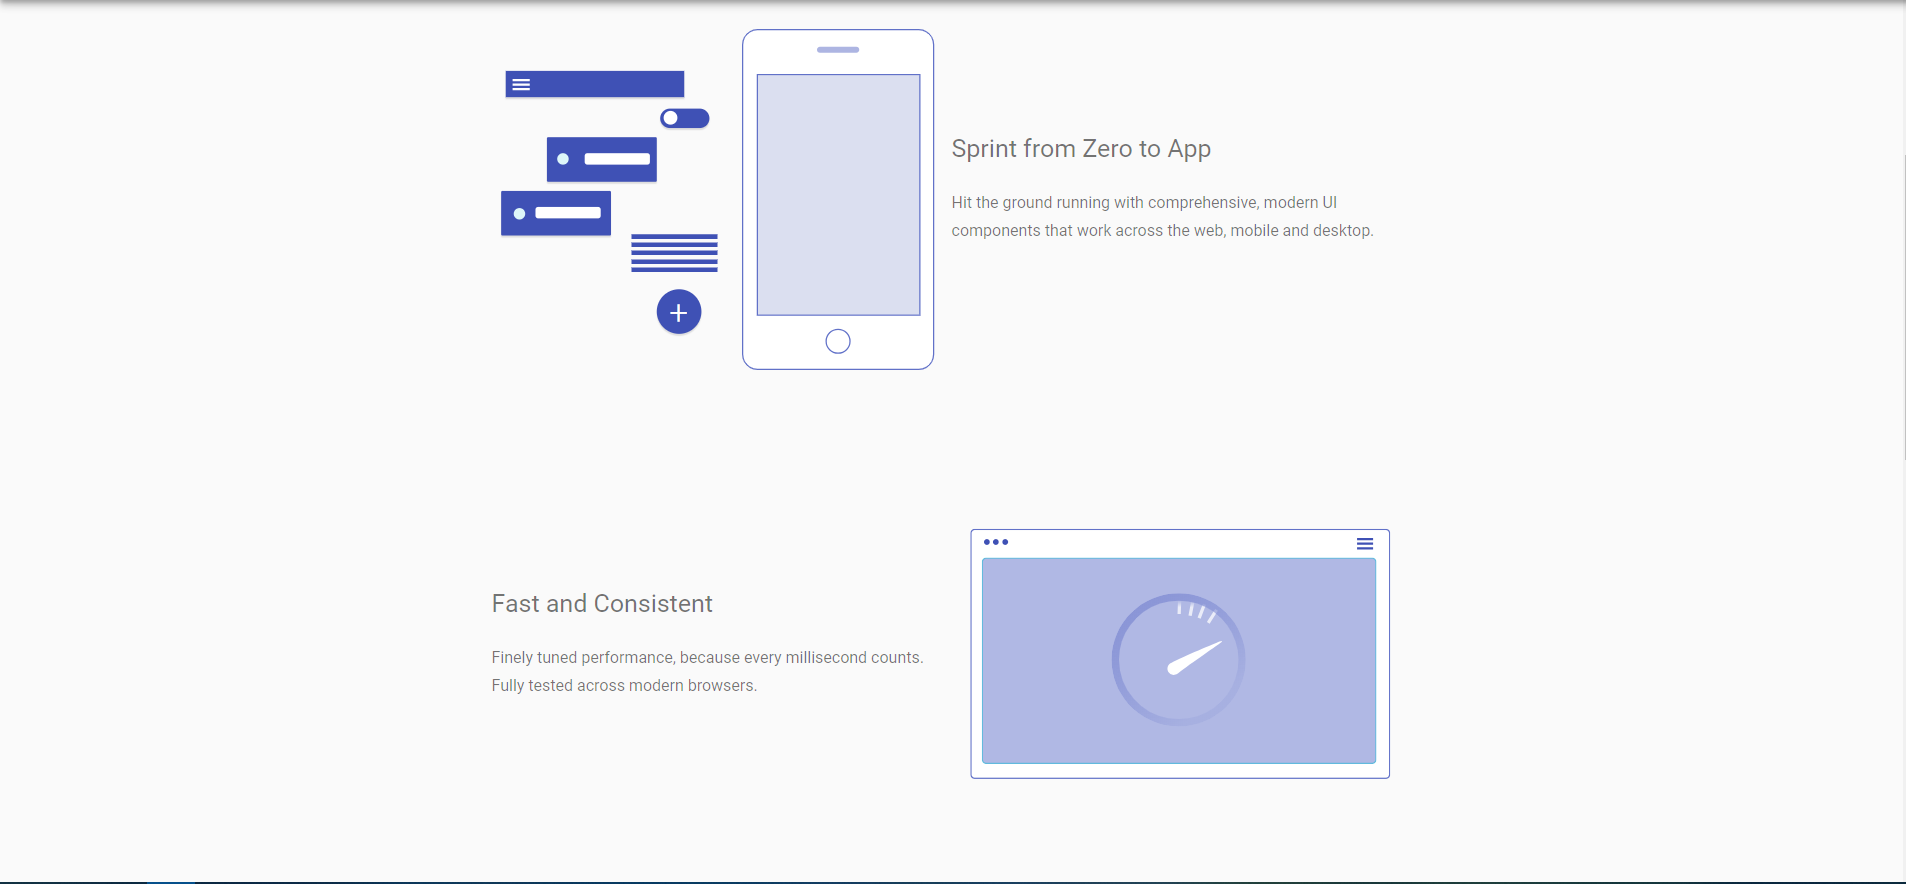 Sprint from Zero to App
Hit the ground running with comprehensive, modern UI
components that work across the web, mobile and desktop.
Fast and Consistent
Finely tuned performance, because every millisecond counts.
Fully tested across modern browsers.